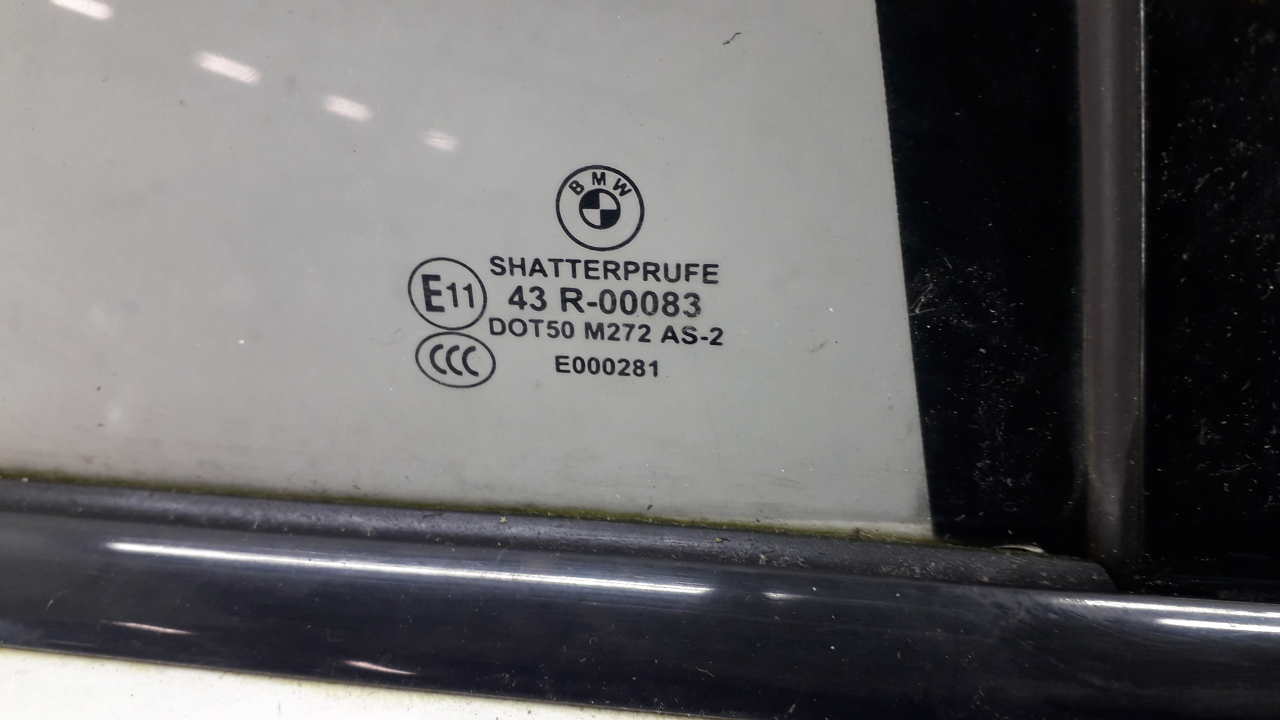 BMW
SHATTERPRUFE
E11
43 R-00083
DOT50 M272 AS-2
CCC
E000281